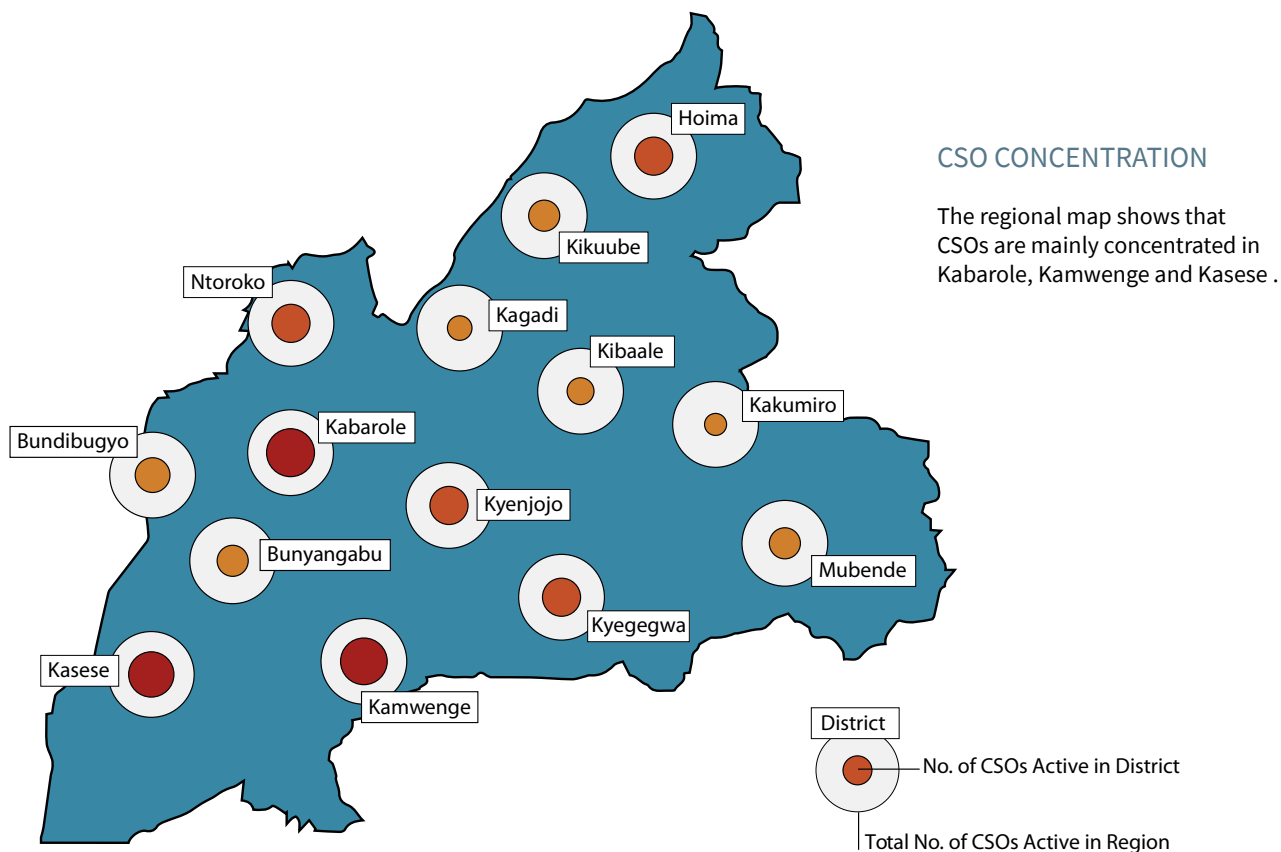 Hoima
CSO CONCENTRATION
The regional map shows that
CSOs are mainly concentrated in
Kabarole, Kamwenge and Kasese .
Kikuube
Ntoroko
Kagadi
Kibaale
Kakumiro
Kabarole
Bundibugyo
Kyenjojo
Bunyangabu
Mubende
Kyegegwa
Kasese
Kamwenge
District
No. of CSOs Active in District
Total No. of CSOs Active in Region